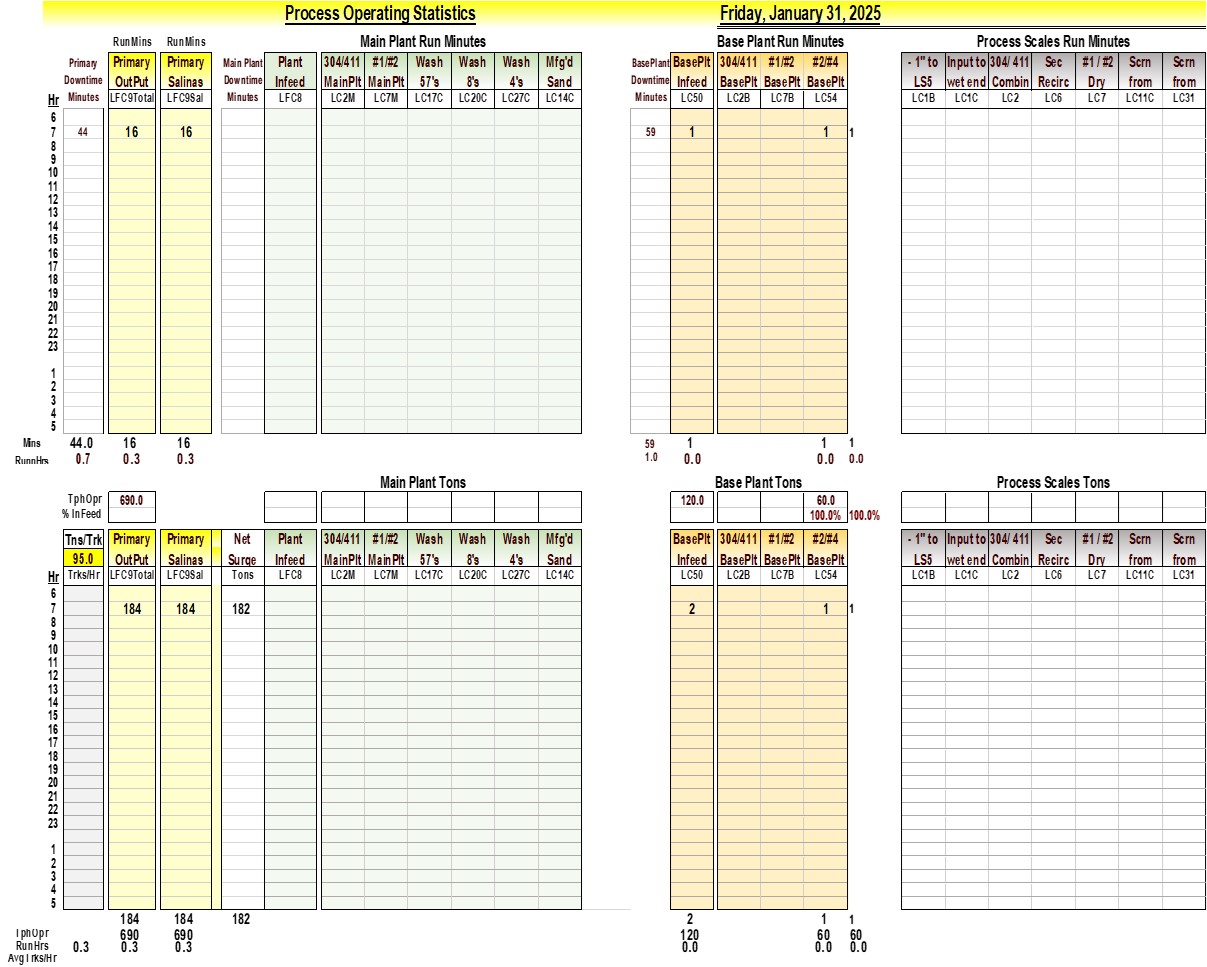 Process Operating Statistics Friday, January 31, 2025
RunMins RunMins Main Plant Run Minutes Base Plant Run Minutes Process Scales Run Minutes
Primary Primary Primary Main Plant Plant 304/411 #1/#2 Wash Wash Wash Mfg'd BasePlant BasePlt 304/411 #1/#2 #2/#4 - 1" to Input to 304/ 411 Sec #1 / #2 Scrn Scrn
Downtime OutPut Salinas Downtime Infeed MainPlt MainPlt 57's 8's 4's Sand Downtime Infeed BasePlt BasePlt BasePlt LS5 wet end Combin Recirc Dry from from
Hr Minutes LFC9Total LFC9Sal Minutes LFC8 LC2M LC7M LC17C LC20C LC27C LC14C Minutes LC50 LC2B LC7B LC54 LC1B LC1C LC2 LC6 LC7 LC11C LC31
6
7 44 16 16 59 1 1 1
8
9
10
11
12
13
14
15
16
17
18
19
20
21
22
23
1
2
3
4
5
Mins 44.0 16 16 59 1 1 1
RunnHrs 0.7 0.3 0.3 1.0 0.0 0.0 0.0
Main Plant Tons Base Plant Tons Process Scales Tons
TphOpr 690.0 120.0 60.0
% InFeed 100.0% 100.0%
Tns/Trk Primary Primary Net Plant 304/411 #1/#2 Wash Wash Wash Mfg'd BasePlt 304/411 #1/#2 #2/#4 - 1" to Input to 304/ 411 Sec #1 / #2 Scrn Scrn
95.0 OutPut Salinas Surge Infeed MainPlt MainPlt 57's 8's 4's Sand Infeed BasePlt BasePlt BasePlt LS5 wet end Combin Recirc Dry from from
Hr Trks/Hr LFC9Total LFC9Sal Tons LFC8 LC2M LC7M LC17C LC20C LC27C LC14C LC50 LC2B LC7B LC54 LC1B LC1C LC2 LC6 LC7 LC11C LC31
6
7 184 184 182 2 1 1
8
9
10
11
12
13
14
15
16
17
18
19
20
21
22
23
1
2
3
4
5
184 184 182 2 1 1
TphOpr 690 690 120 60 60
RunHrs 0.3 0.3 0.3 0.0 0.0 0.0
AvgTrks/Hr